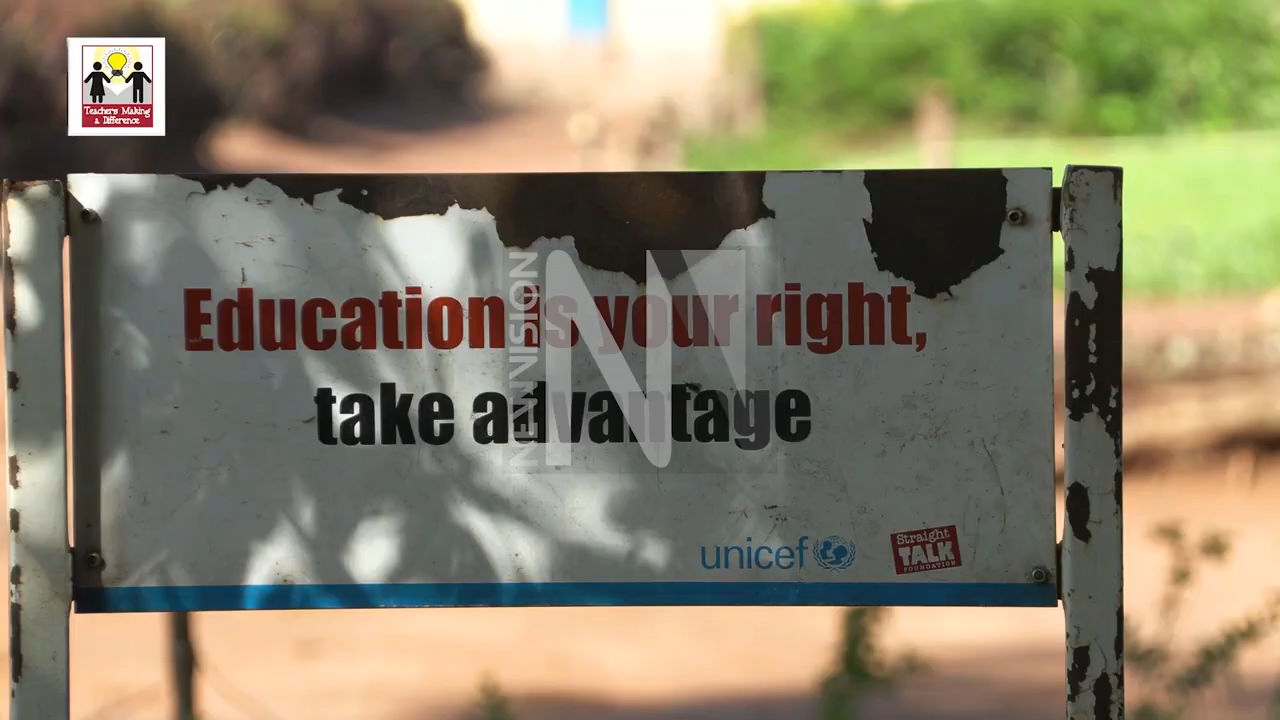 Teachers Making
a Difference
Education is your right,
take advantage
NEW VISION
unicef
Straight
TALK
FOUNDATION